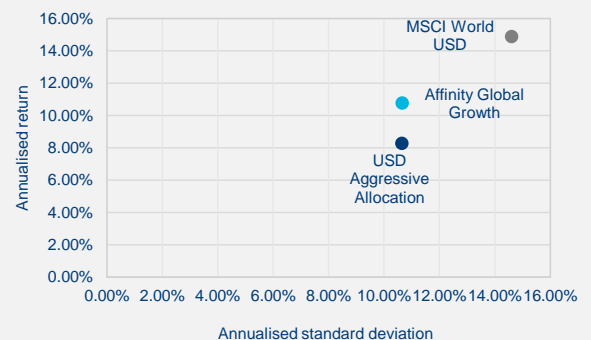 16.00%
14.00%
12.00%
10.00%
8.00%
6.00%
4.00%
2.00%
0.00%
Annualised return
MSCI World
USD
Affinity Global
Growth
USD
Aggressive
Allocation
0.00% 2.00% 4.00% 6.00% 8.00% 10.00% 12.00% 14.00% 16.00%
Annualised standard deviation